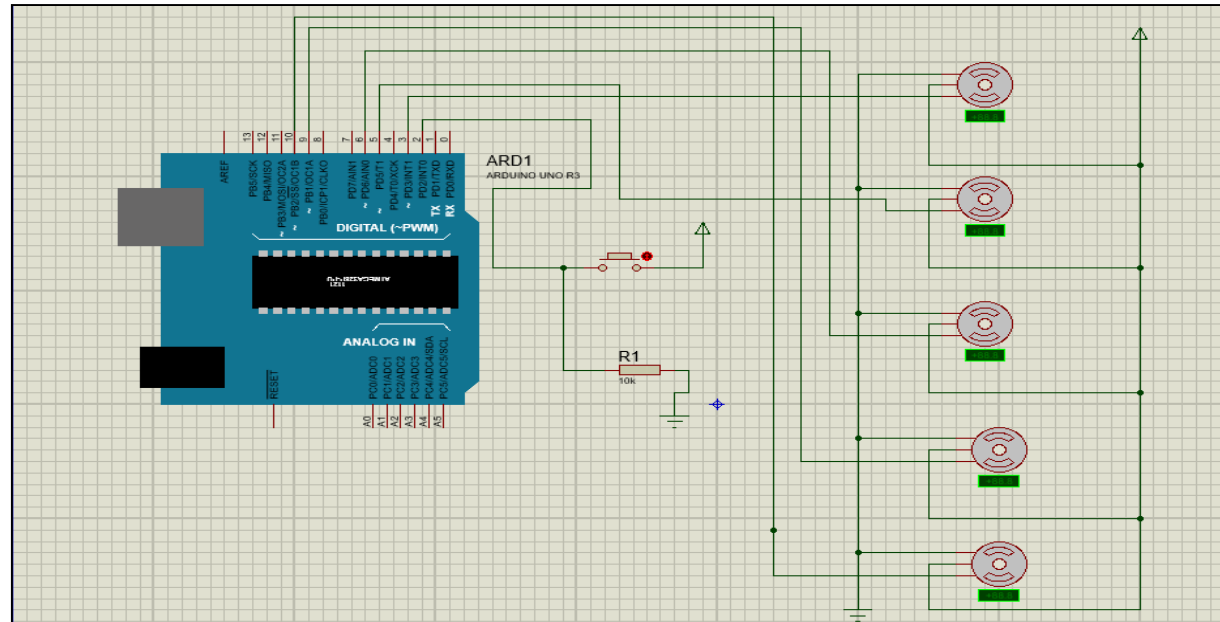 13
12
11
10
9
8
7
6
5
4
3
2
1
0
AREF
PB5/SCK
PB4/MISO
~ PB3/MOSI/OC2A
~ PB2/SS/OC1B
~ PB1/OC1A
PB0/ICP1/CLKO
PD7/AIN1
~ PD6/AIN0
~ PD5/T1
PD4/T0/XCK
~ PD3/INT1
PD2/INT0
TX PD1/TXD
RX PD0/RXD
ARD1
ARDUINO UNO R3
DIGITAL (~PWM)
ANALOG IN
RESET
PC0/ADC0
PC1/ADC1
PC2/ADC2
PC3/ADC3
PC4/ADC4/SDA
PC5/ADC5/SCL
A0
A1
A2
A3
A4
A5
R1
10k